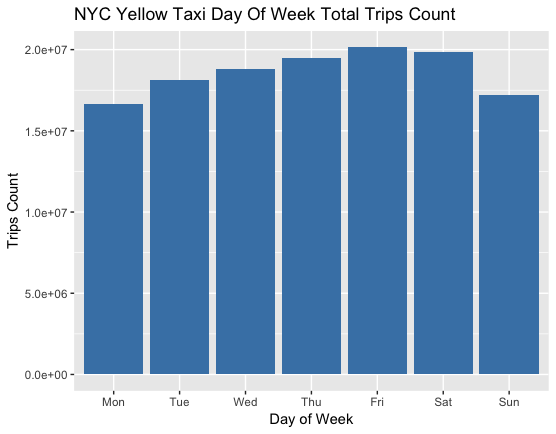 NYC Yellow Taxi Day Of Week Total Trips Count
2.0e+07
1.5e+07
1.0e+07
5.0e+06
0.0e+00
Trips Count
Mon Tue Wed Thu Fri Sat Sun
Day of Week